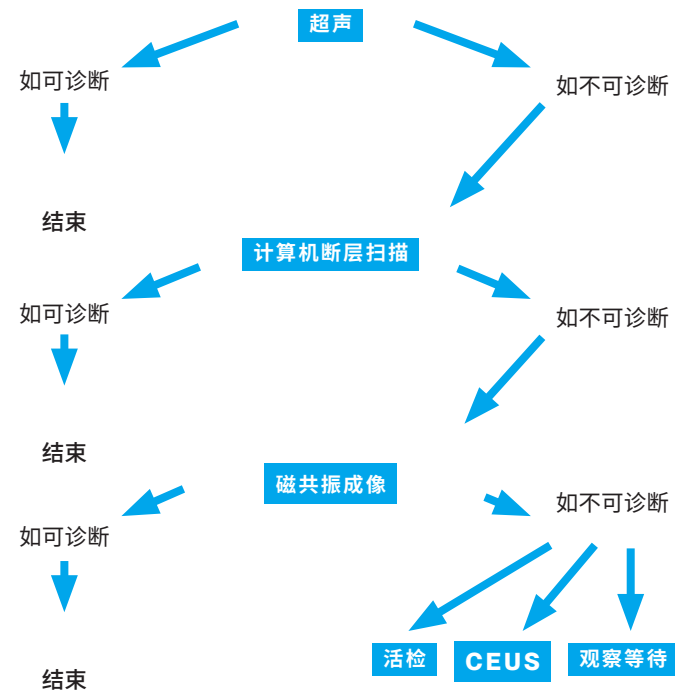 超声
如可诊断
如不可诊断
结束
计算机断层扫描
如可诊断
如不可诊断
结束
磁共振成像
如不可诊断
如可诊断
活检
CEUS
观察等待
结束